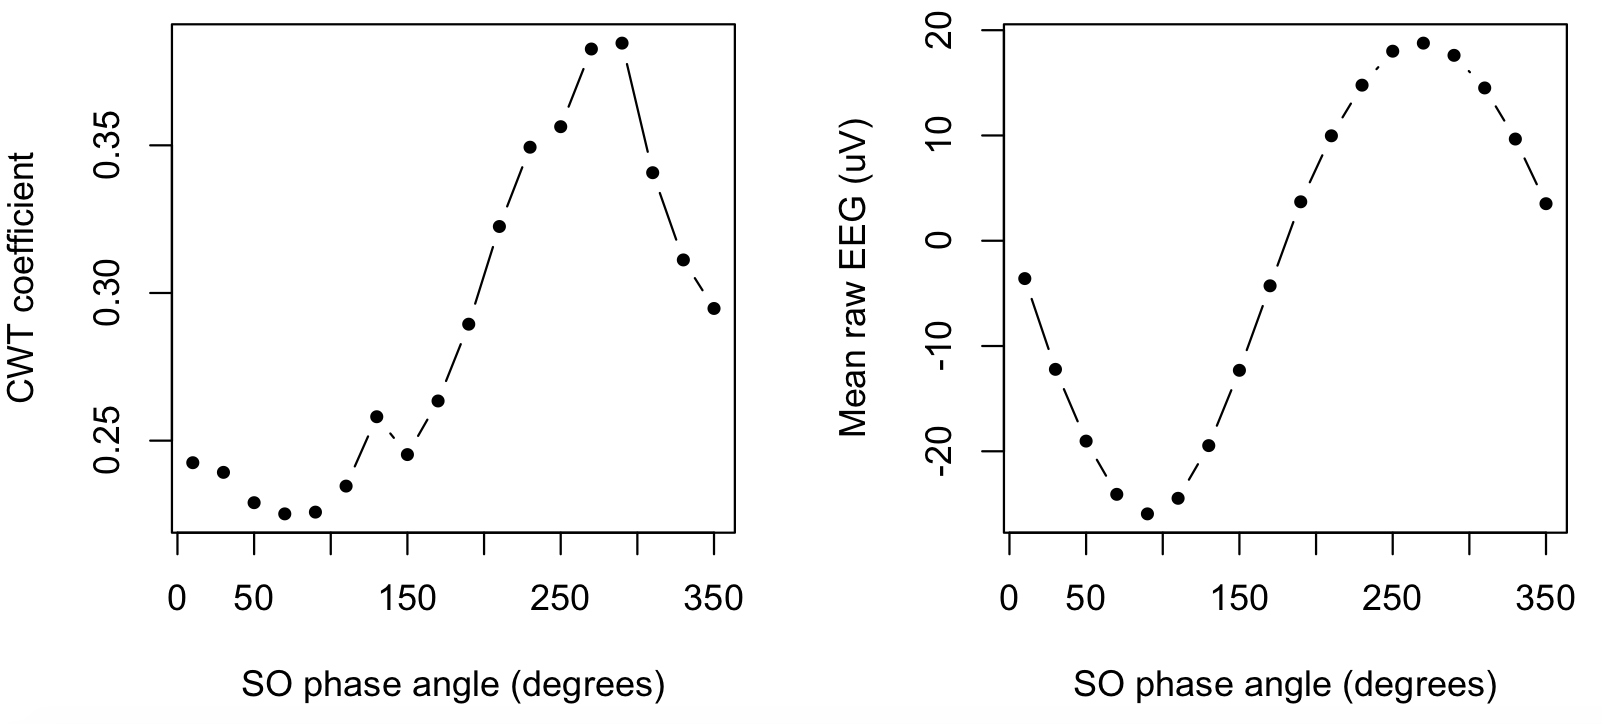 CWT coefficient
0.35
0.30
0.25
0 50 150 250 350
SO phase angle (degrees)
Mean raw EEG (uV)
20
10
0
-10
-20
0 50 150 250 350
SO phase angle (degrees)